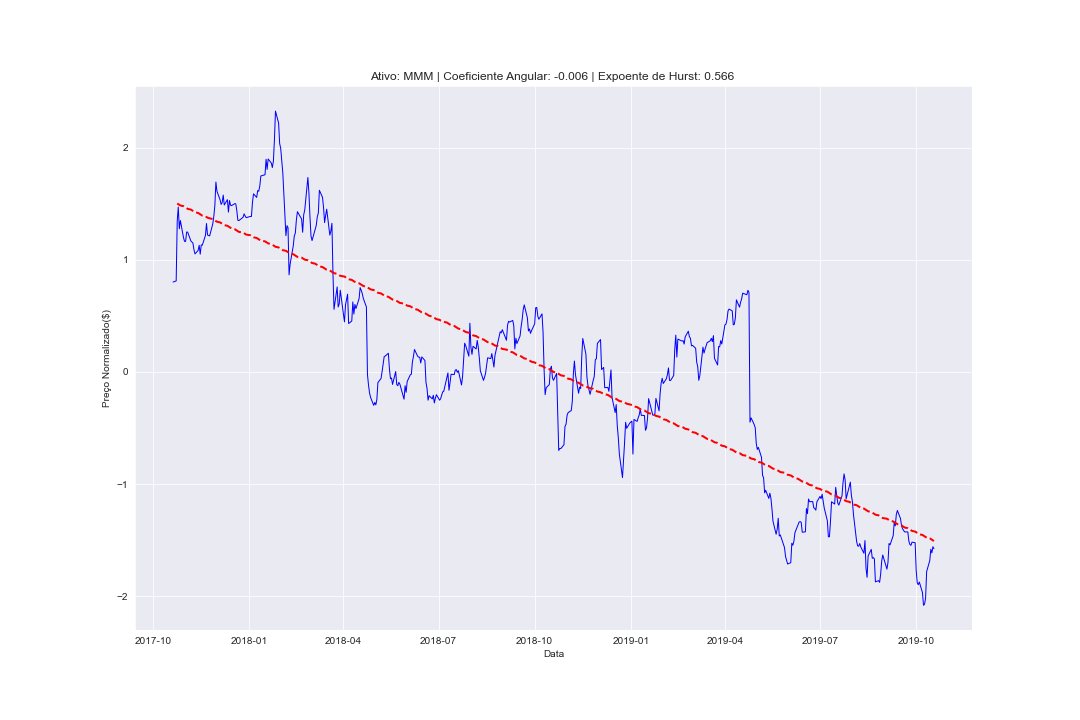 Ativo: MMM | Coeficiente Angular: -0.006 | Expoente de Hurst: 0.566
Preço Normalizado($)
2
1
0
−1
−2
2017-10 2018-01 2018-04 2018-07 2018-10 2019-01 2019-04 2019-07 2019-10
Data